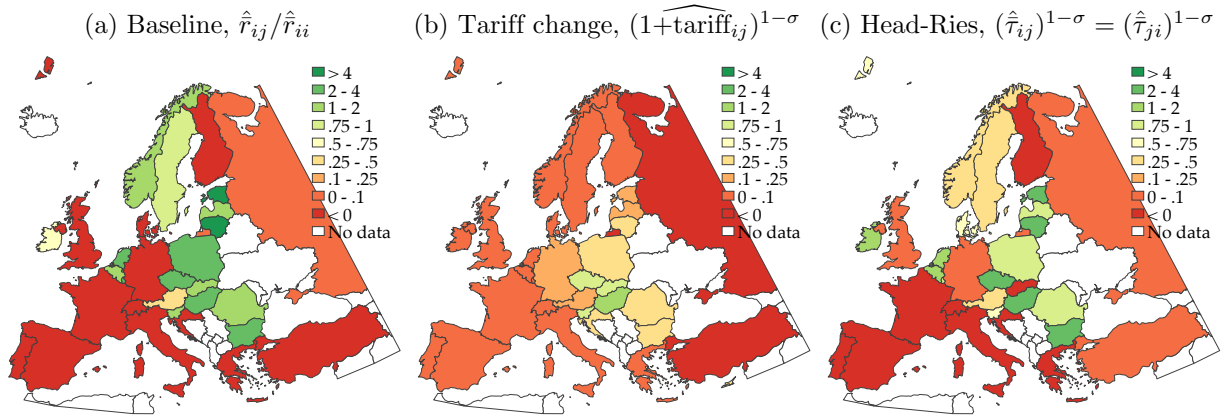 (a) Baseline, $\hat{\bar{r}}_{ij}/\hat{\bar{r}}_{ii}$
(b) Tariff change, $(\widehat{1+\text{tariff}_{ij}})^{1-\sigma}$
(c) Head-Ries, $(\hat{\bar{\tau}}_{ij})^{1-\sigma} = (\hat{\bar{\tau}}_{ji})^{1-\sigma}$
> 4
2 - 4
1 - 2
.75 - 1
.5 - .75
.25 - .5
.1 - .25
0 - .1
< 0
No data
> 4
2 - 4
1 - 2
.75 - 1
.5 - .75
.25 - .5
.1 - .25
0 - .1
< 0
No data
> 4
2 - 4
1 - 2
.75 - 1
.5 - .75
.25 - .5
.1 - .25
0 - .1
< 0
No data